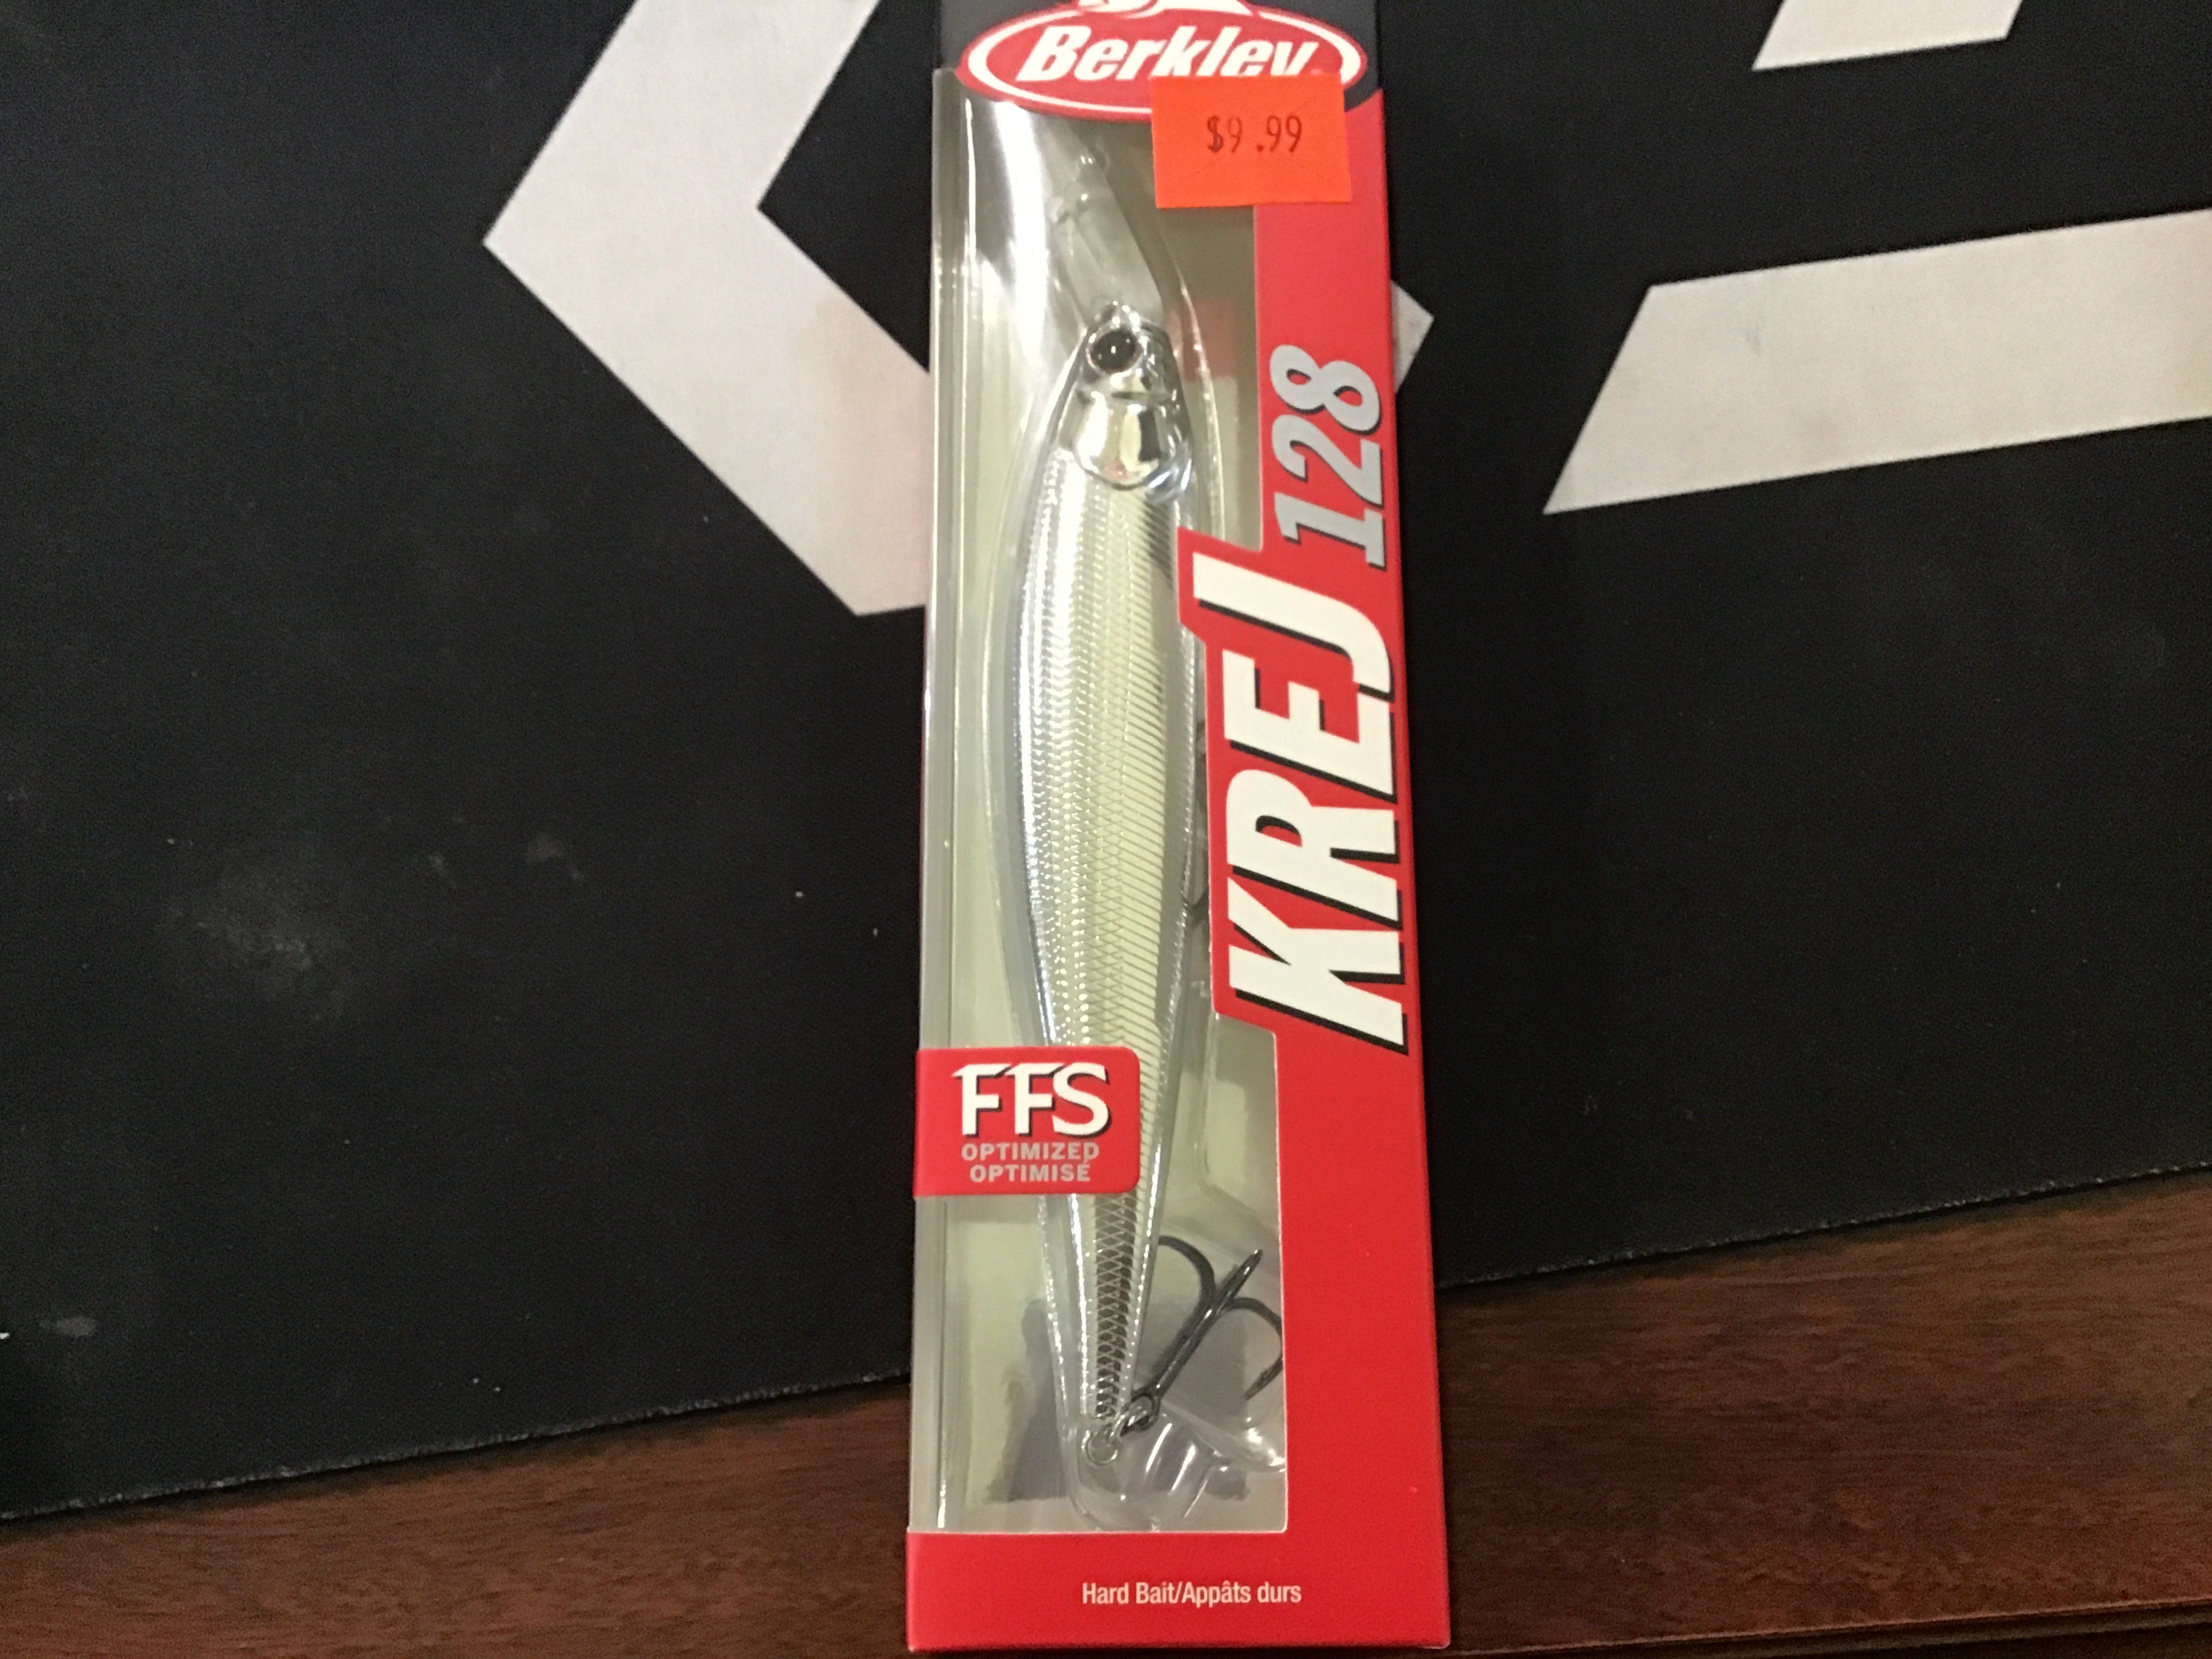 Berkley
$9.99
KREJ 128
FFS
OPTIMIZED
OPTIMISÉ
Hard Bait/Appâts durs